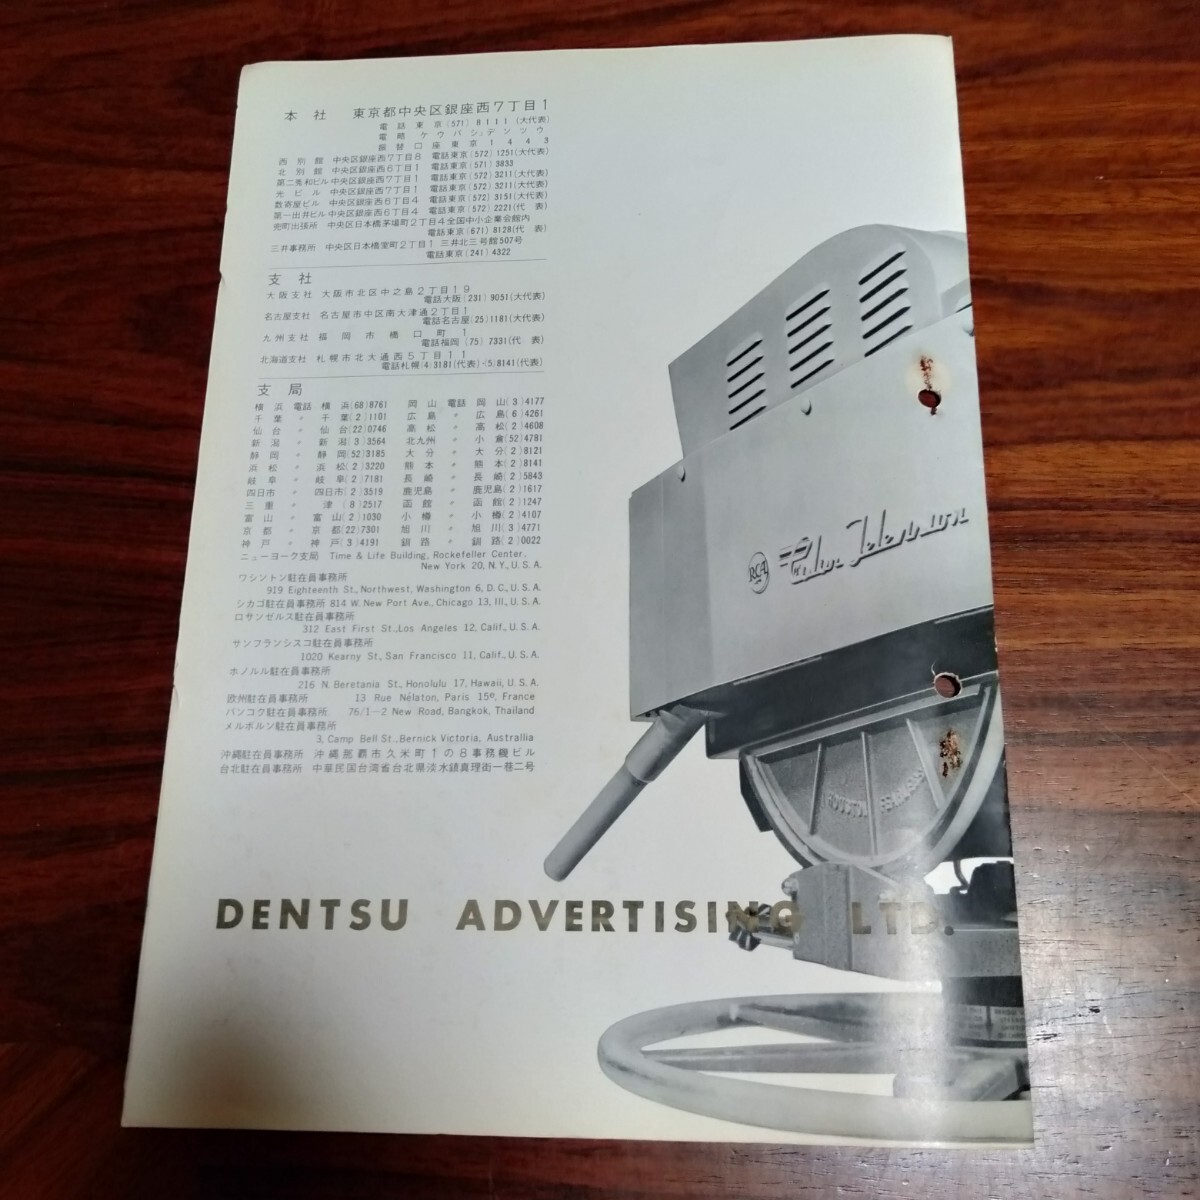 本社 東京都中央区銀座西7丁目1
電話 東京(571)8111(大代表)
電略 ケウバシ,デンツウ
振替口座東京1443
西別館 中央区銀座西7丁目8 電話東京(572)1251(大代表)
北別館 中央区銀座西6丁目1 電話東京(571)3833
第二秀和ビル 中央区銀座西7丁目1 電話東京(572)3211(大代表)
光ビル 中央区銀座西7丁目1 電話東京(572)3211(大代表)
数寄屋ビル 中央区銀座西6丁目4 電話東京(572)3151(大代表)
第一出井ビル 中央区銀座西6丁目4 電話東京(572)2221(代表)
兜町出張所 中央区日本橋茅場町2丁目4全国中小企業会館内
電話東京(671)8128(代表)
三井事務所 中央区日本橋室町2丁目1 三井北三号館507号
電話東京(241)4322
支社
大阪支社 大阪市北区中之島2丁目19
電話大阪(231)9051(大代表)
名古屋支社 名古屋市中区南大津通2丁目1
電話名古屋(25)1181(大代表)
九州支社 福岡市橋口町1
電話福岡(75)7331(代表)
北海道支社 札幌市北大通西5丁目11
電話札幌(4)3181(代表)・(5)8141(代表)
支局
横浜 電話 横浜(68)8761 岡山 電話 岡山(3)4177
千葉 〃 千葉(2)1101 広島 〃 広島(6)4261
仙台 〃 仙台(22)0746 高松 〃 高松(2)4608
新潟 〃 新潟(3)3564 北九州 〃 小倉(52)4781
静岡 〃 静岡(52)3185 大分 〃 大分(2)8121
浜松 〃 浜松(2)3220 熊本 〃 熊本(2)8141
岐阜 〃 岐阜(2)7181 長崎 〃 長崎(2)5843
四日市 〃 四日市(2)3519 鹿児島 〃 鹿児島(2)1617
三重 〃 津(8)2517 函館 〃 函館(2)1247
富山 〃 富山(2)1030 小樽 〃 小樽(2)4107
京都 〃 京都(22)7301 旭川 〃 旭川(3)4771
神戸 〃 神戸(3)4191 釧路 〃 釧路(2)0022
ニューヨーク支局 Time & Life Building, Rockefeller Center,
New York 20, N.Y., U.S.A.
ワシントン駐在員事務所
919 Eighteenth St., Northwest, Washington 6, D.C., U.S.A.
シカゴ駐在員事務所 814 W. New Port Ave., Chicago 13, Ill., U.S.A.
ロサンゼルス駐在員事務所
312 East First St., Los Angeles 12, Calif., U.S.A.
サンフランシスコ駐在員事務所
1020 Kearny St., San Francisco 11, Calif., U.S.A.
ホノルル駐在員事務所
216 N. Beretania St., Honolulu 17, Hawaii, U.S.A.
欧州駐在員事務所 13 Rue Nélaton, Paris 15e, France
バンコク駐在員事務所 76/1-2 New Road, Bangkok, Thailand
メルボルン駐在員事務所
3, Camp Bell St., Bernick Victoria, Australlia
沖縄駐在員事務所 沖縄那覇市久米町1の8事務機ビル
台北駐在員事務所 中華民国台湾省台北県淡水鎮真理街一巷二号
RCA Color Television
HOUSTON FEARLESS
DENTSU ADVERTISING LTD.